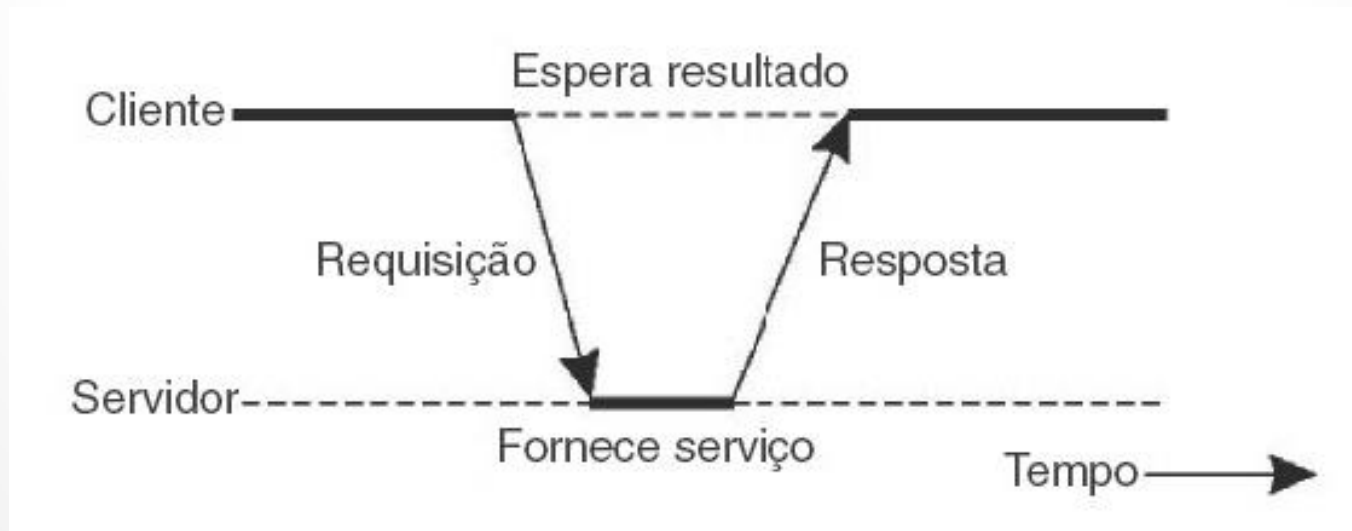 Espera resultado
Cliente
Requisição
Resposta
Servidor
Fornece serviço
Tempo